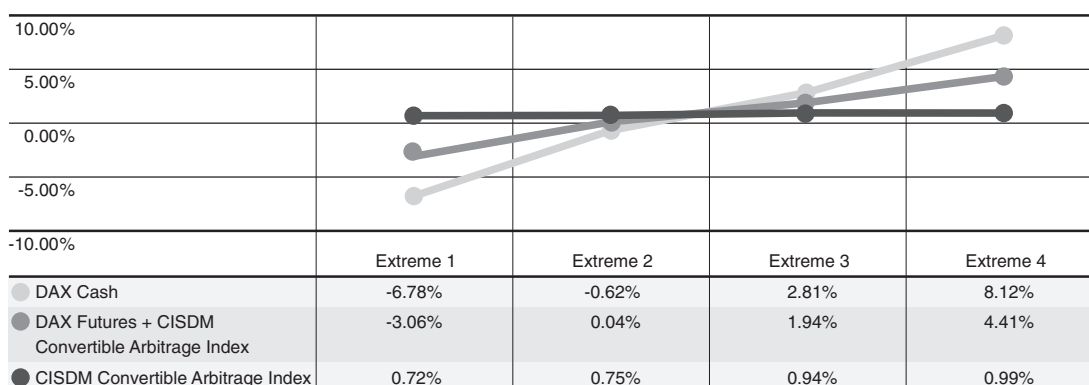 10.00%
5.00%
0.00%
-5.00%
-10.00%
Extreme 1 Extreme 2 Extreme 3 Extreme 4
DAX Cash -6.78% -0.62% 2.81% 8.12%
DAX Futures + CISDM -3.06% 0.04% 1.94% 4.41%
Convertible Arbitrage Index
CISDM Convertible Arbitrage Index 0.72% 0.75% 0.94% 0.99%